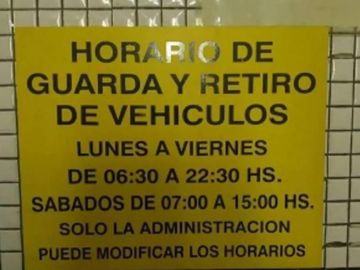 HORARIO DE
GUARDA Y RETIRO
DE VEHICULOS
LUNES A VIERNES
DE 06:30 A 22:30 HS.
SABADOS DE 07:00 A 15:00 HS.
SOLO LA ADMINISTRACION
PUEDE MODIFICAR LOS HORARIOS